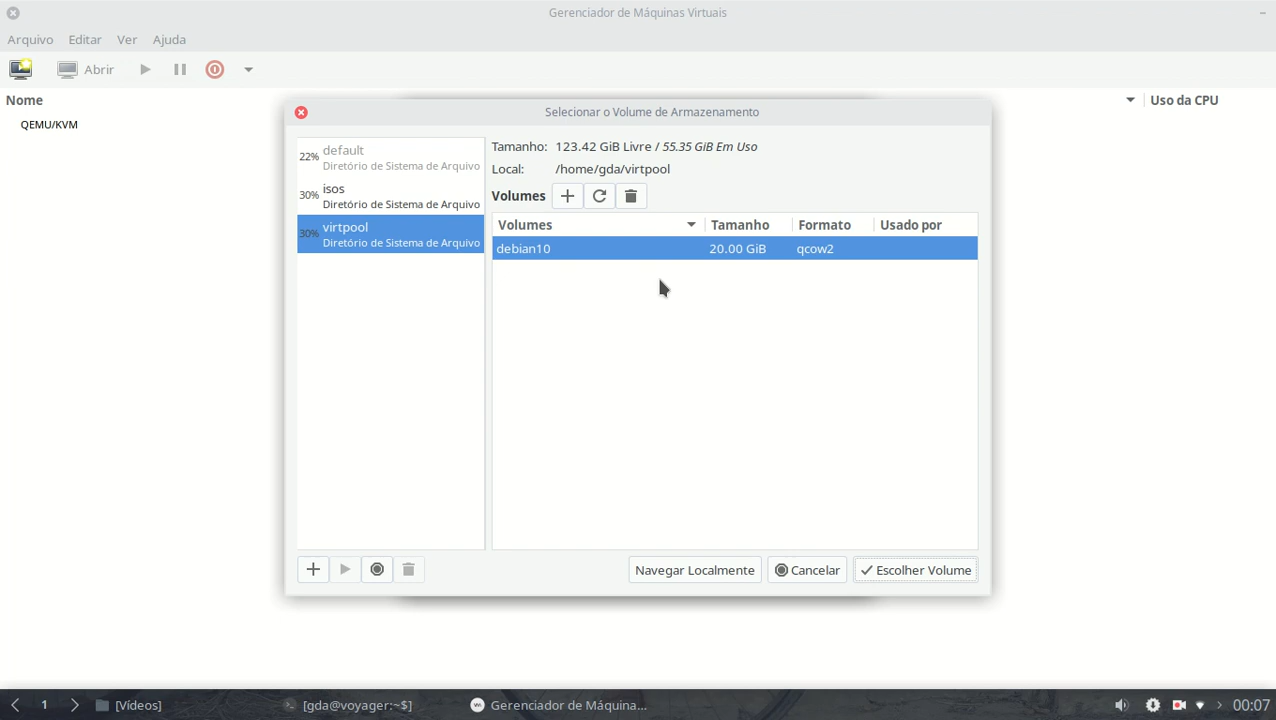 Gerenciador de Máquinas Virtuais
Arquivo Editar Ver Ajuda
Abrir
Nome
Uso da CPU
QEMU/KVM
Selecionar o Volume de Armazenamento
22% default
Diretório de Sistema de Arquivo
30% isos
Diretório de Sistema de Arquivo
30% virtpool
Diretório de Sistema de Arquivo
Tamanho: 123.42 GiB Livre / 55.35 GiB Em Uso
Local: /home/gda/virtpool
Volumes
Volumes Tamanho Formato Usado por
debian10 20.00 GiB qcow2
Navegar Localmente Cancelar Escolher Volume
1 [Vídeos] [gda@voyager:~$] Gerenciador de Máquina... 00:07